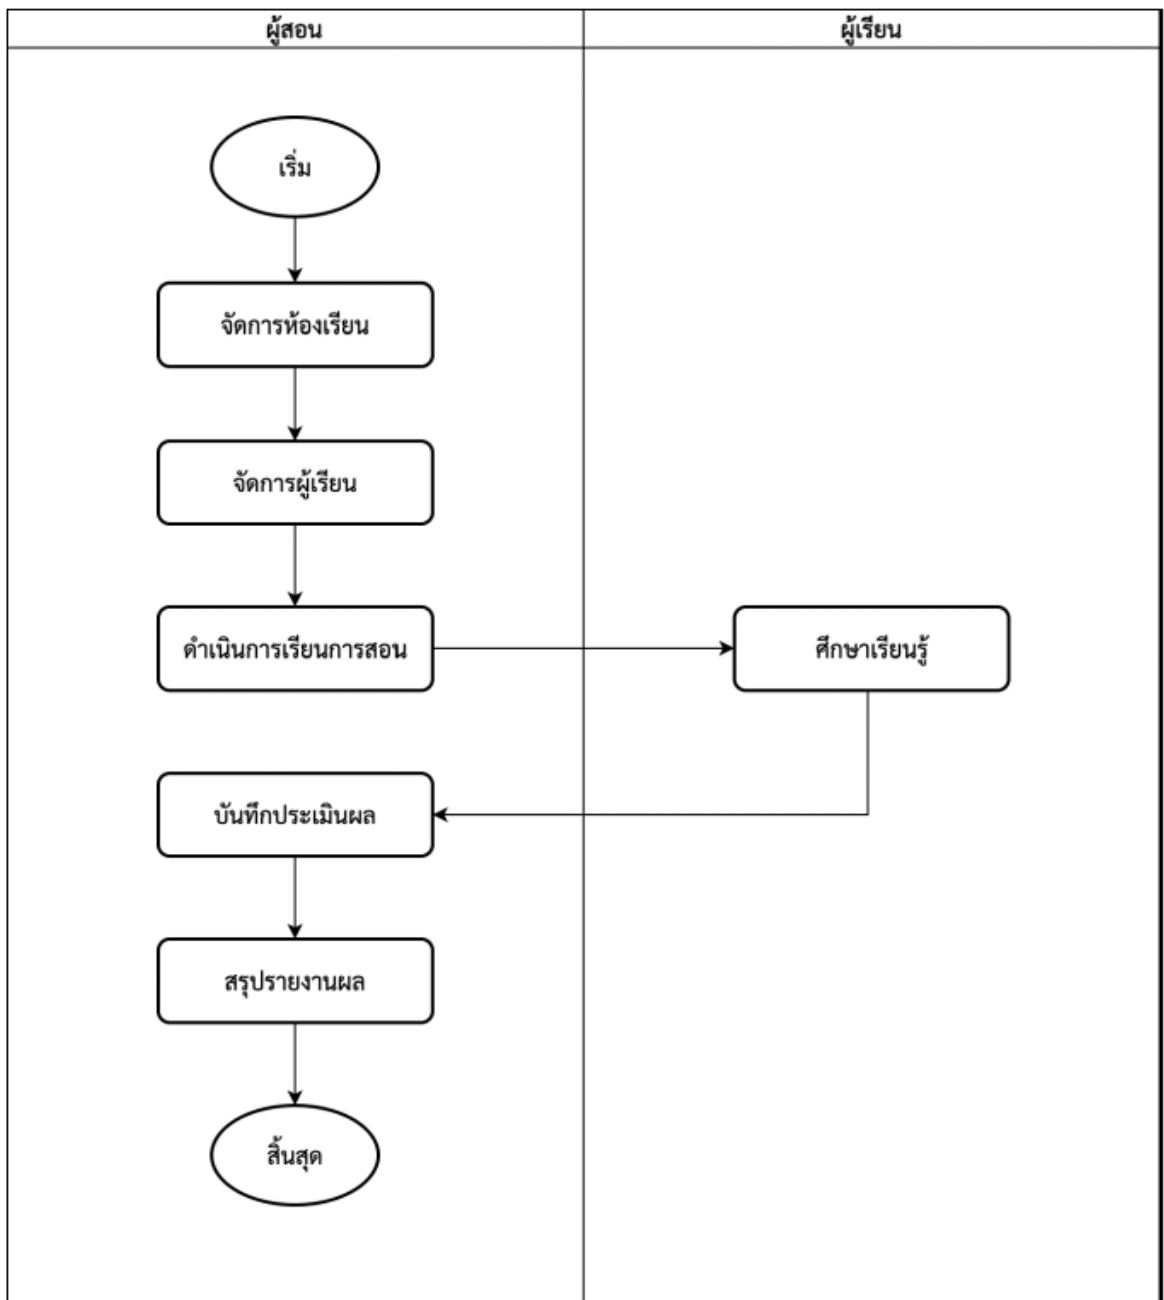 ผู้สอน
ผู้เรียน
เริ่ม
จัดการห้องเรียน
จัดการผู้เรียน
ดำเนินการเรียนการสอน
ศึกษาเรียนรู้
บันทึกประเมินผล
สรุปรายงานผล
สิ้นสุด